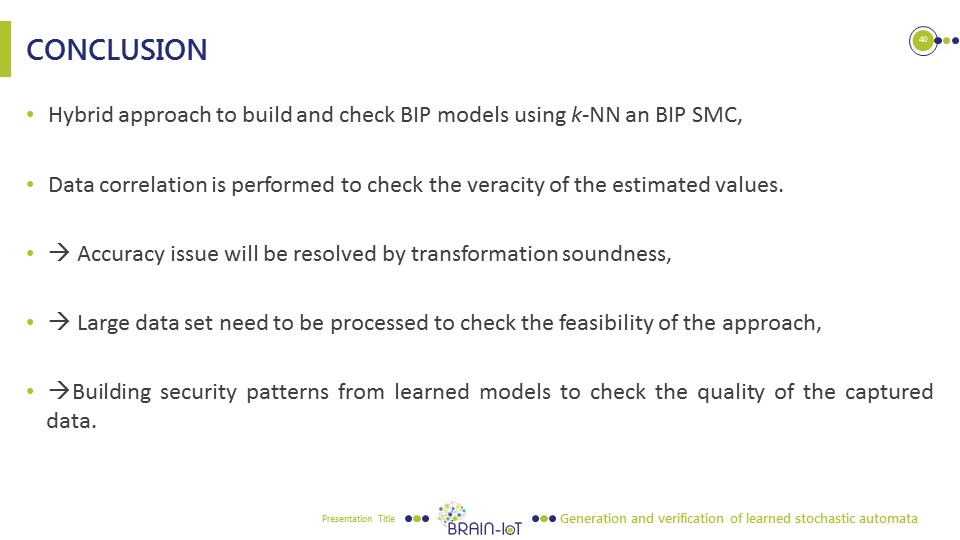 CONCLUSION
40
• Hybrid approach to build and check BIP models using k-NN an BIP SMC,
• Data correlation is performed to check the veracity of the estimated values.
• → Accuracy issue will be resolved by transformation soundness,
• → Large data set need to be processed to check the feasibility of the approach,
• →Building security patterns from learned models to check the quality of the captured
data.
Presentation Title
BRAIN-IoT
Generation and verification of learned stochastic automata